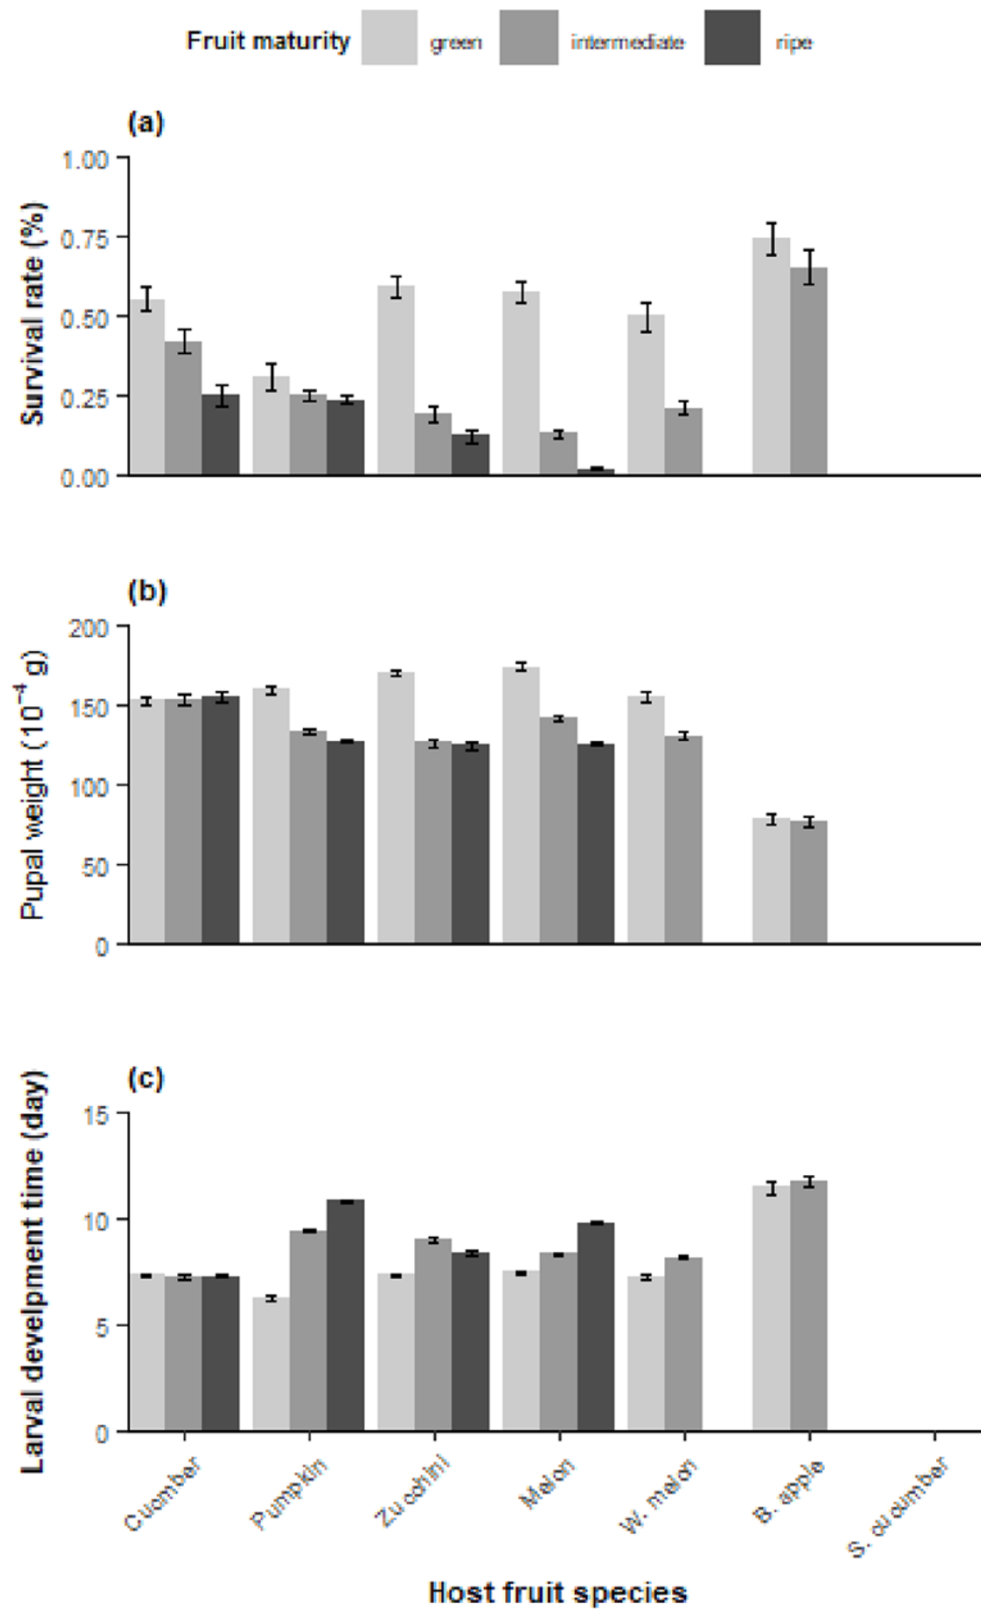 Fruit maturity green intermediate ripe
(a)
Survival rate (%)
1.00
0.75
0.50
0.25
0.00
(b)
Pupal weight (10⁻⁴ g)
200
150
100
50
0
(c)
Larval develpment time (day)
15
10
5
0
Cucmber
Pumpkin
Zucchini
Melon
W. melon
B. apple
S. cucumber
Host fruit species